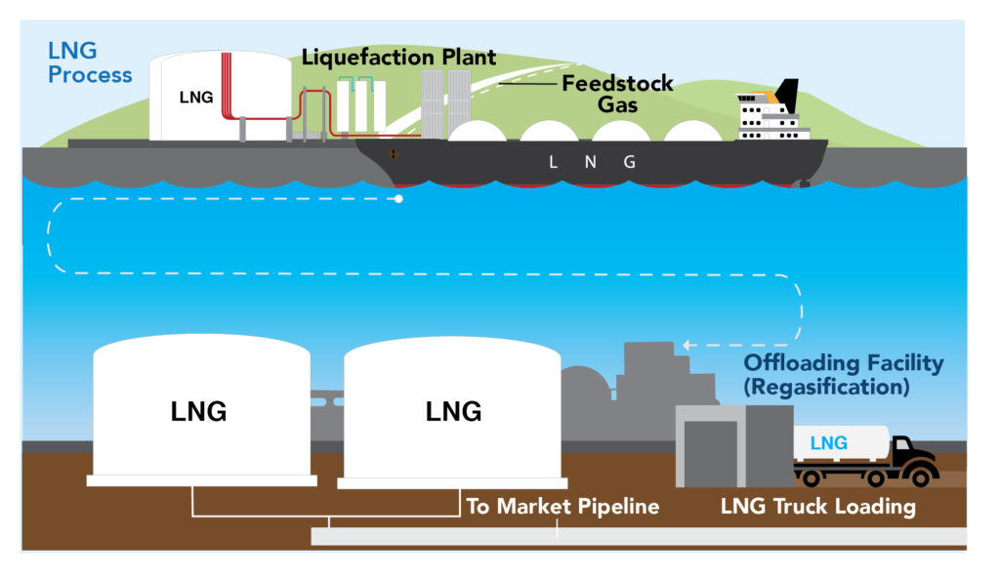 LNG
Process
Liquefaction Plant
Feedstock
Gas
LNG
L N G
Offloading Facility
(Regasification)
LNG
LNG
LNG
To Market Pipeline
LNG Truck Loading